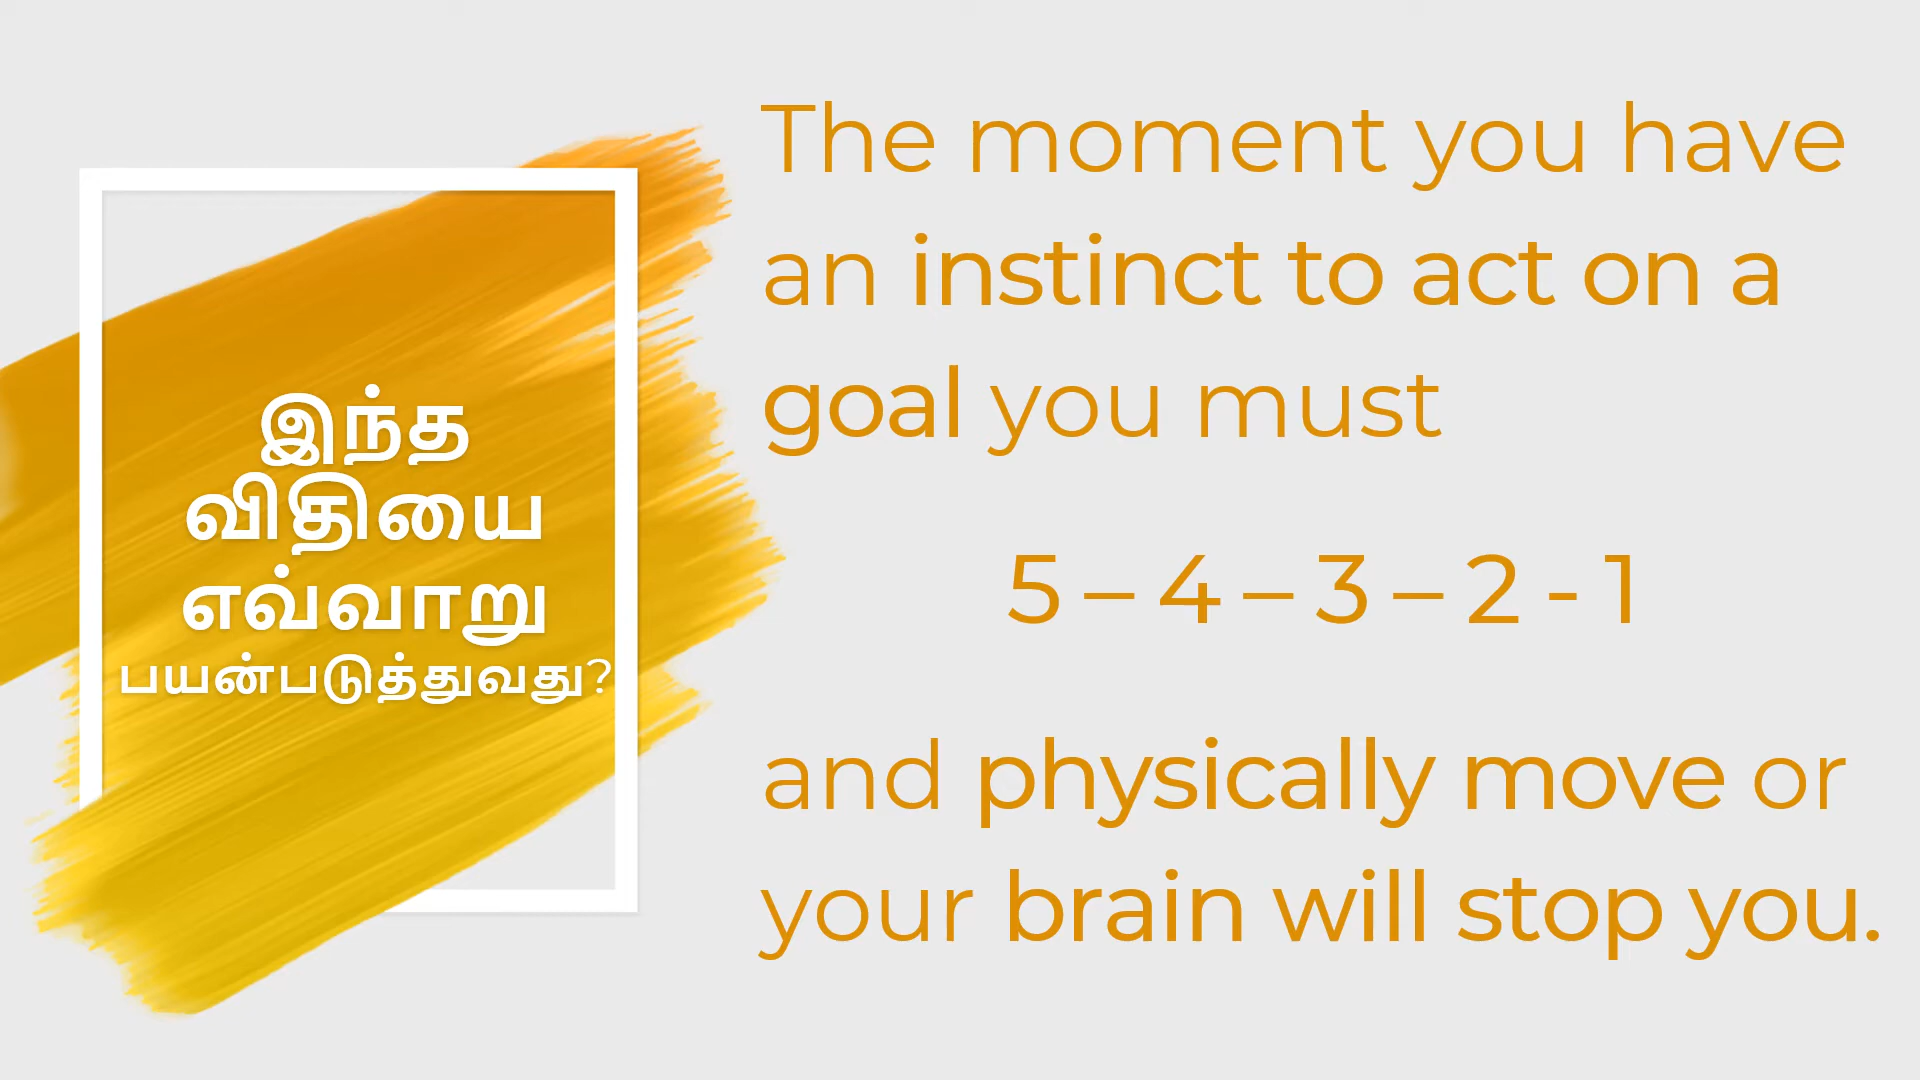 இந்த
விதியை
எவ்வாறு
பயன்படுத்துவது?
The moment you have
an instinct to act on a
goal you must
5 – 4 – 3 – 2 - 1
and physically move or
your brain will stop you.